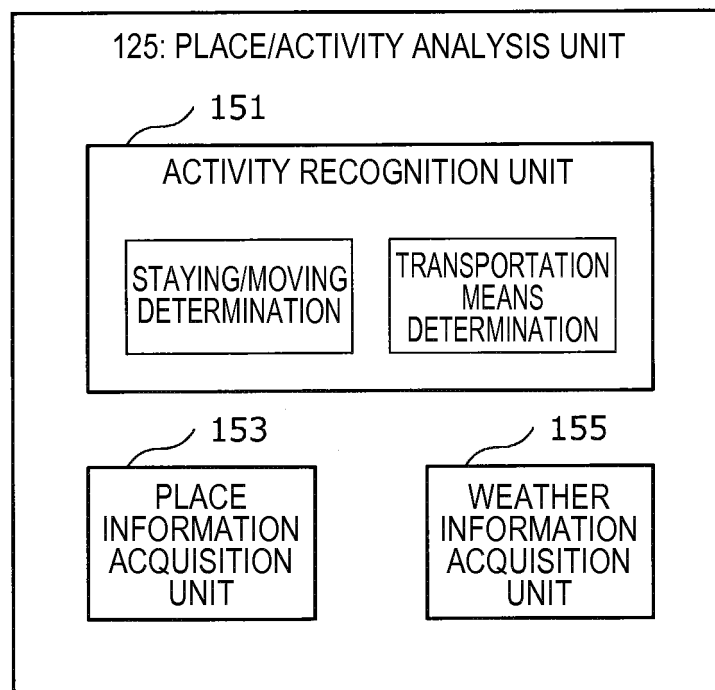 125: PLACE/ACTIVITY ANALYSIS UNIT
151
ACTIVITY RECOGNITION UNIT
STAYING/MOVING
DETERMINATION
TRANSPORTATION
MEANS
DETERMINATION
153
PLACE
INFORMATION
ACQUISITION
UNIT
155
WEATHER
INFORMATION
ACQUISITION
UNIT